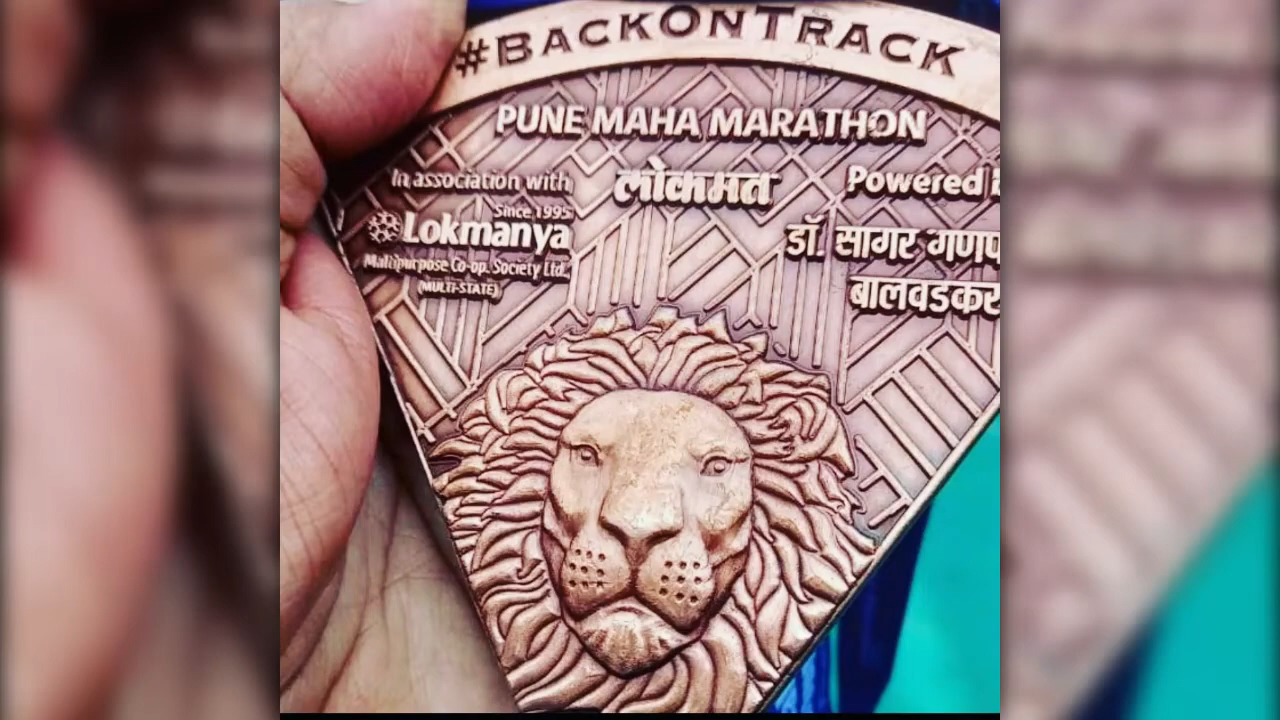 #BACKONTRACK
PUNE MAHA MARATHON
In association with
Since 1995
Lokmanya
Multipurpose Co-op. Society Ltd.
(MULTI-STATE)
लोकमत
Powered
डॉ. सागर
बालवडकर